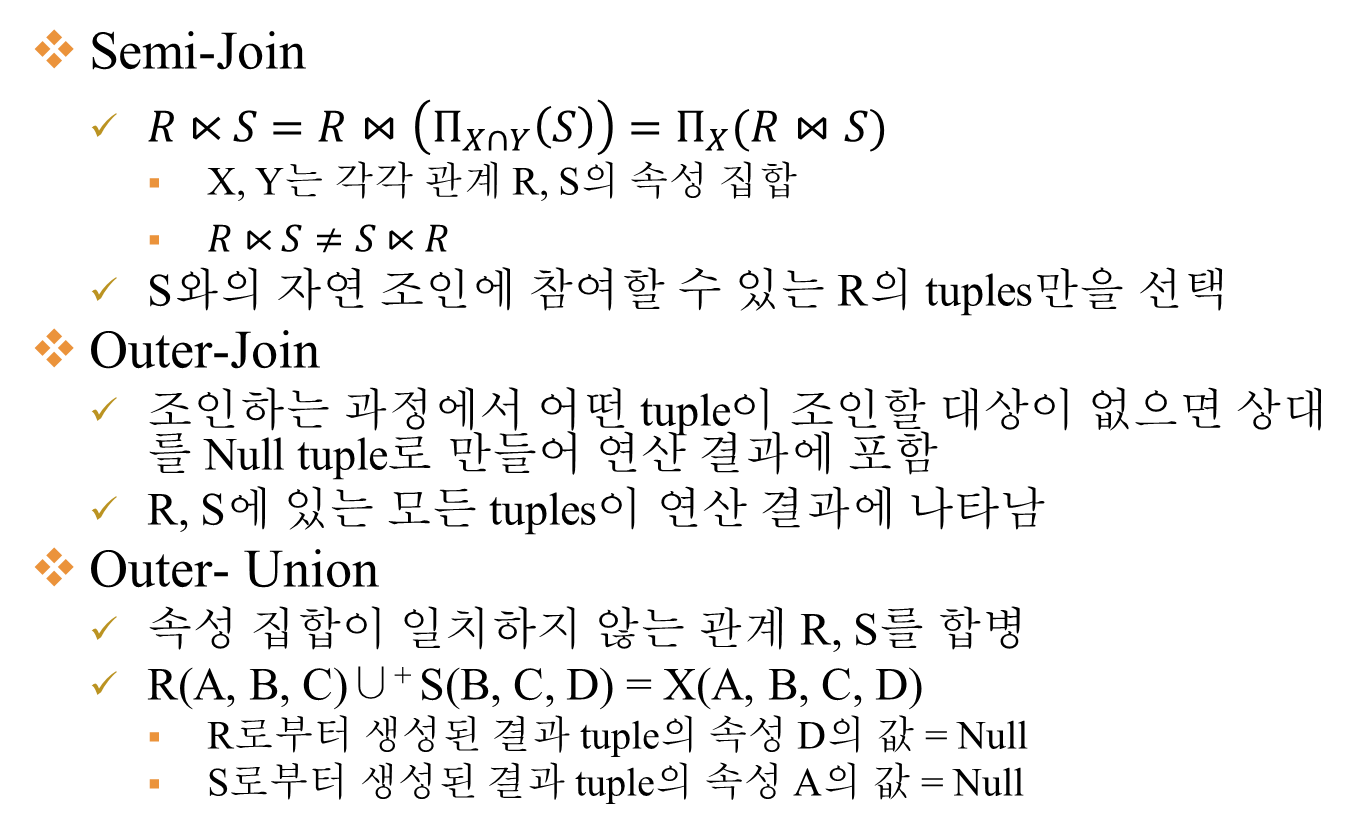 ❖ Semi-Join
✓ R ⋉ S = R ⋈ (Π_{X∩Y}(S)) = Π_X(R ⋈ S)
▪ X, Y는 각각 관계 R, S의 속성 집합
▪ R ⋉ S ≠ S ⋉ R
✓ S와의 자연 조인에 참여할 수 있는 R의 tuples만을 선택
❖ Outer-Join
✓ 조인하는 과정에서 어떤 tuple이 조인할 대상이 없으면 상대
를 Null tuple로 만들어 연산 결과에 포함
✓ R, S에 있는 모든 tuples이 연산 결과에 나타남
❖ Outer- Union
✓ 속성 집합이 일치하지 않는 관계 R, S를 합병
✓ R(A, B, C)∪⁺ S(B, C, D) = X(A, B, C, D)
▪ R로부터 생성된 결과 tuple의 속성 D의 값 = Null
▪ S로부터 생성된 결과 tuple의 속성 A의 값 = Null